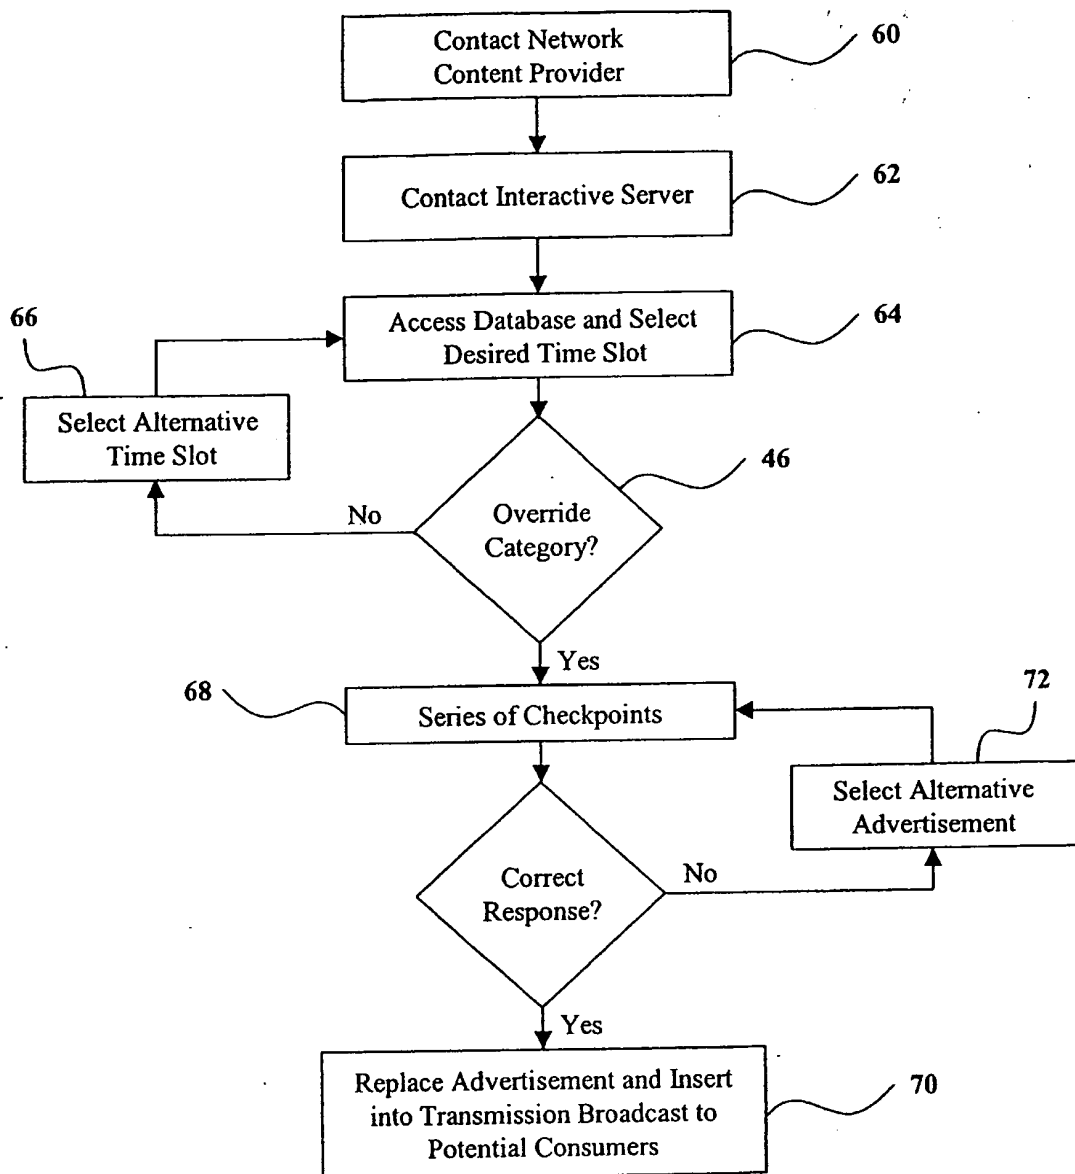 Contact Network
Content Provider
60
Contact Interactive Server
62
Access Database and Select
Desired Time Slot
64
66
Select Alternative
Time Slot
Override
Category?
46
No
Yes
68
Series of Checkpoints
72
Select Alternative
Advertisement
Correct
Response?
No
Yes
Replace Advertisement and Insert
into Transmission Broadcast to
Potential Consumers
70